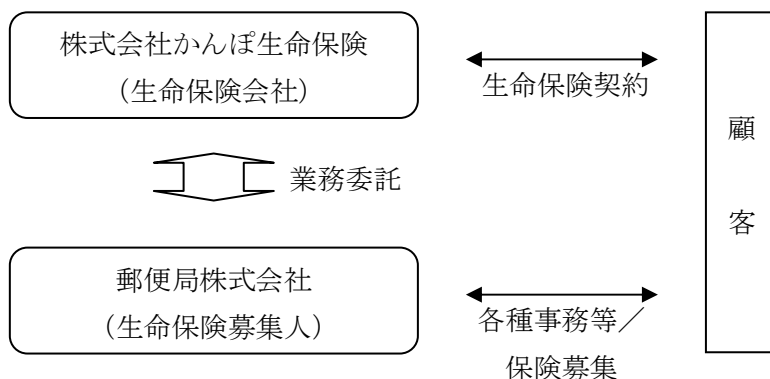 株式会社かんぽ生命保険
（生命保険会社）
生命保険契約
顧
客
業務委託
郵便局株式会社
（生命保険募集人）
各種事務等／
保険募集